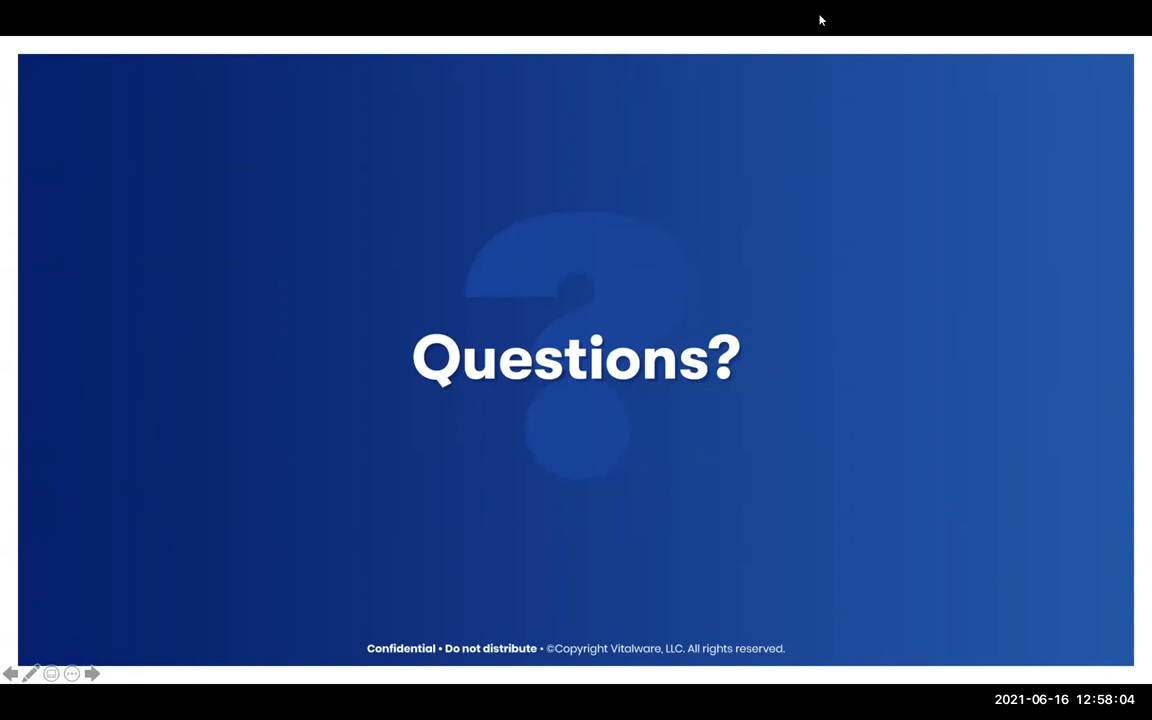 Questions?
Confidential • Do not distribute • ©Copyright Vitalware, LLC. All rights reserved.
2021-06-16 12:58:04